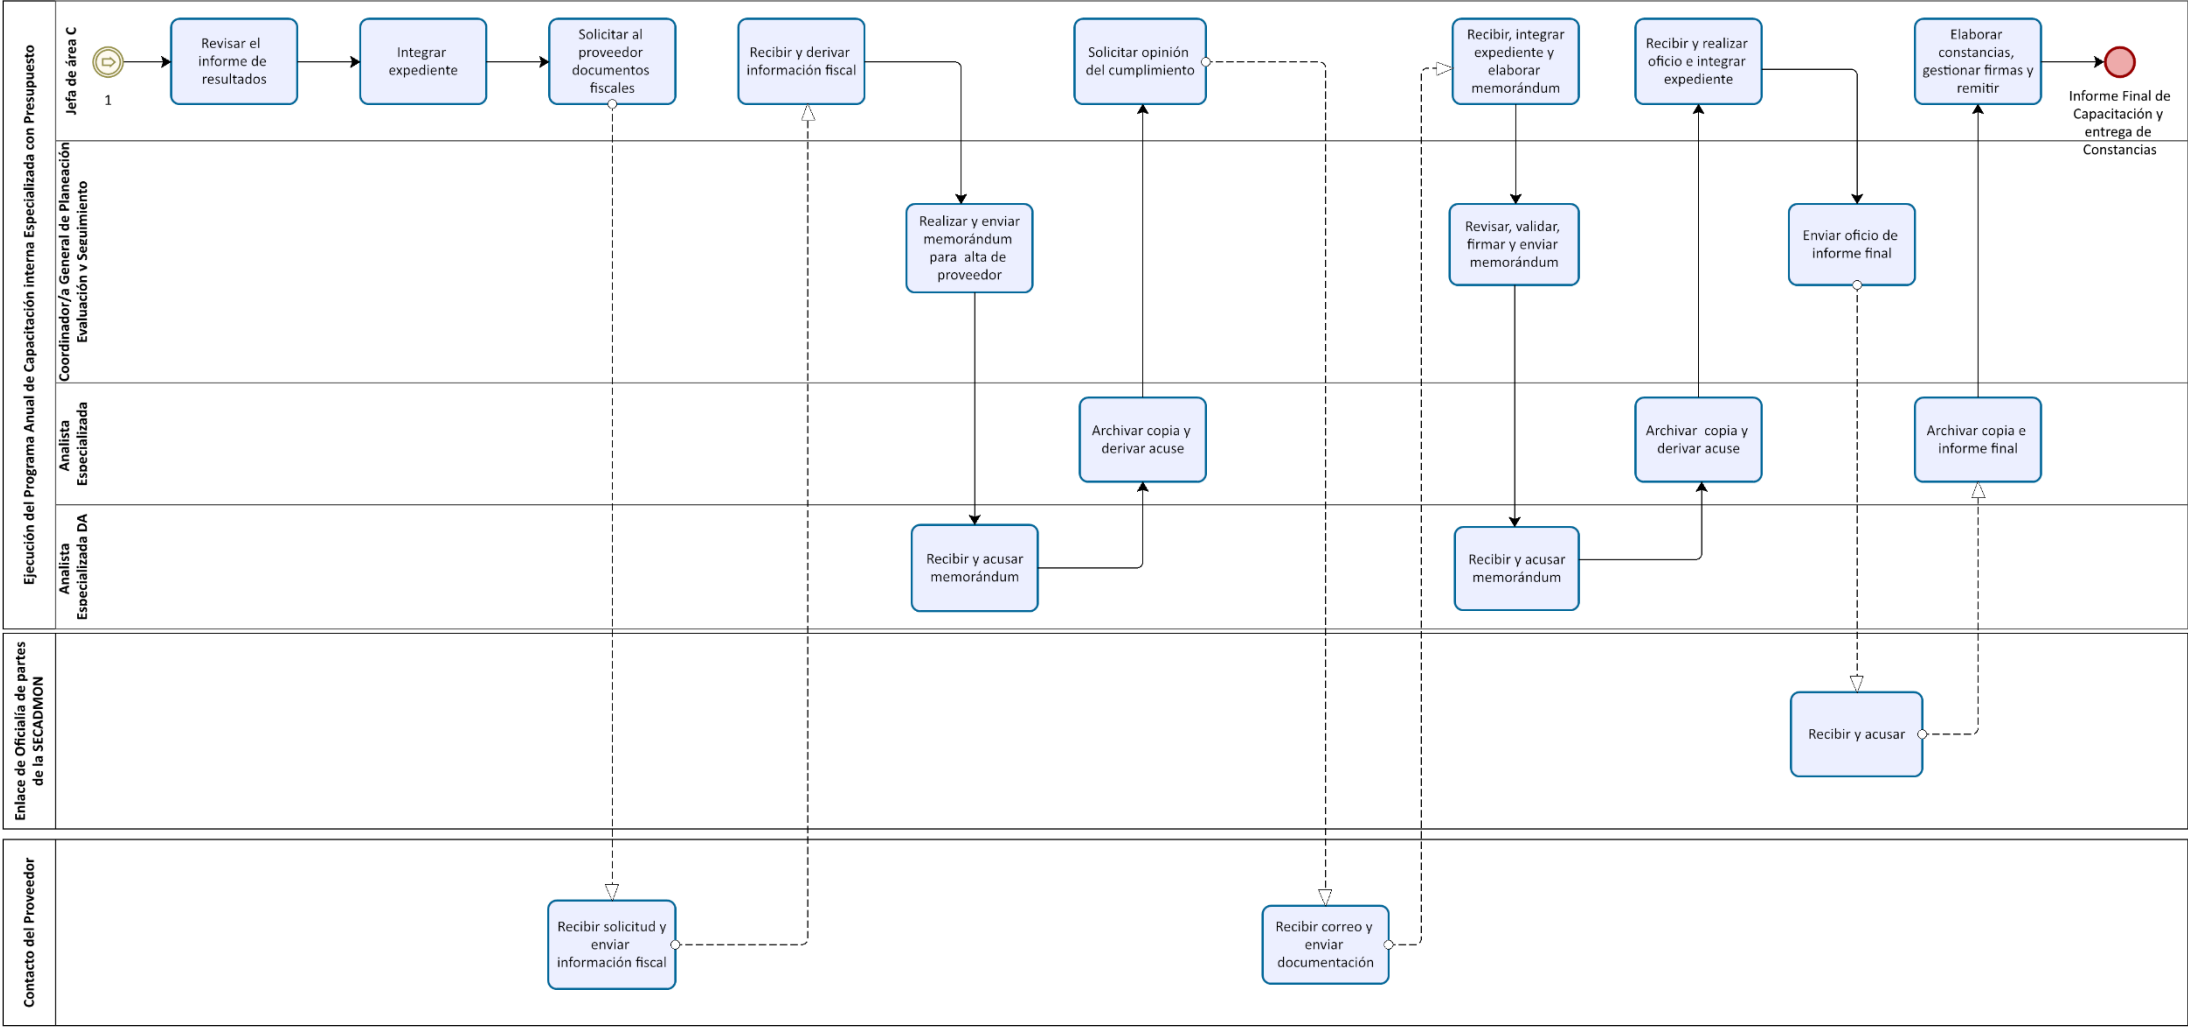 Ejecución del Programa Anual de Capacitación interna Especializada con Presupuesto
Jefa de área C
1
Revisar el
informe de
resultados
Integrar
expediente
Solicitar al
proveedor
documentos
fiscales
Recibir y derivar
información fiscal
Solicitar opinión
del cumplimiento
Recibir, integrar
expediente y
elaborar
memorándum
Recibir y realizar
oficio e integrar
expediente
Elaborar
constancias,
gestionar firmas y
remitir
Informe Final de
Capacitación y
entrega de
Constancias
Coordinador/a General de Planeación
Evaluación y Seguimiento
Realizar y enviar
memorándum
para  alta de
proveedor
Revisar, validar,
firmar y enviar
memorándum
Enviar oficio de
informe final
Analista
Especializada
Archivar copia y
derivar acuse
Archivar  copia y
derivar acuse
Archivar copia e
informe final
Analista
Especializada DA
Recibir y acusar
memorándum
Recibir y acusar
memorándum
Enlace de Oficialía de partes
de la SECADMON
Recibir y acusar
Contacto del Proveedor
Recibir solicitud y
enviar
información fiscal
Recibir correo y
enviar
documentación